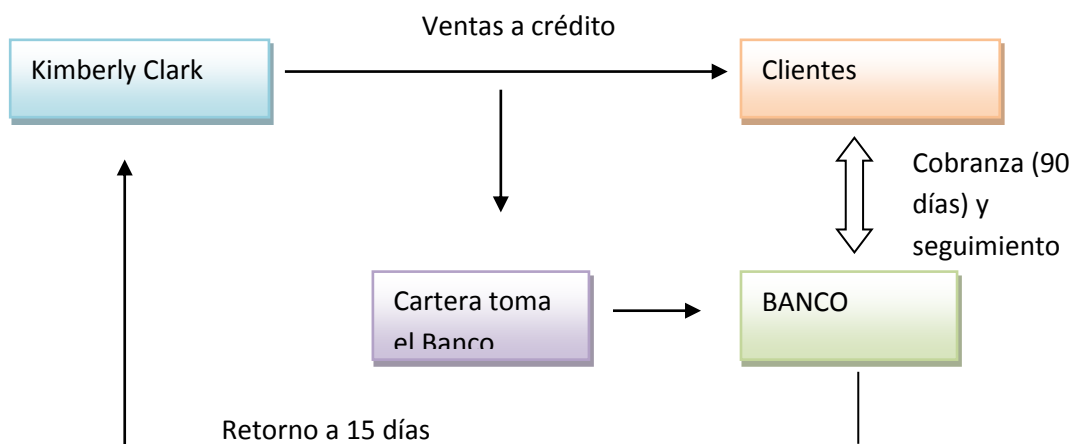 Ventas a crédito
Kimberly Clark
Clientes
Cobranza (90
días) y
seguimiento
Cartera toma
el Banco
BANCO
Retorno a 15 días